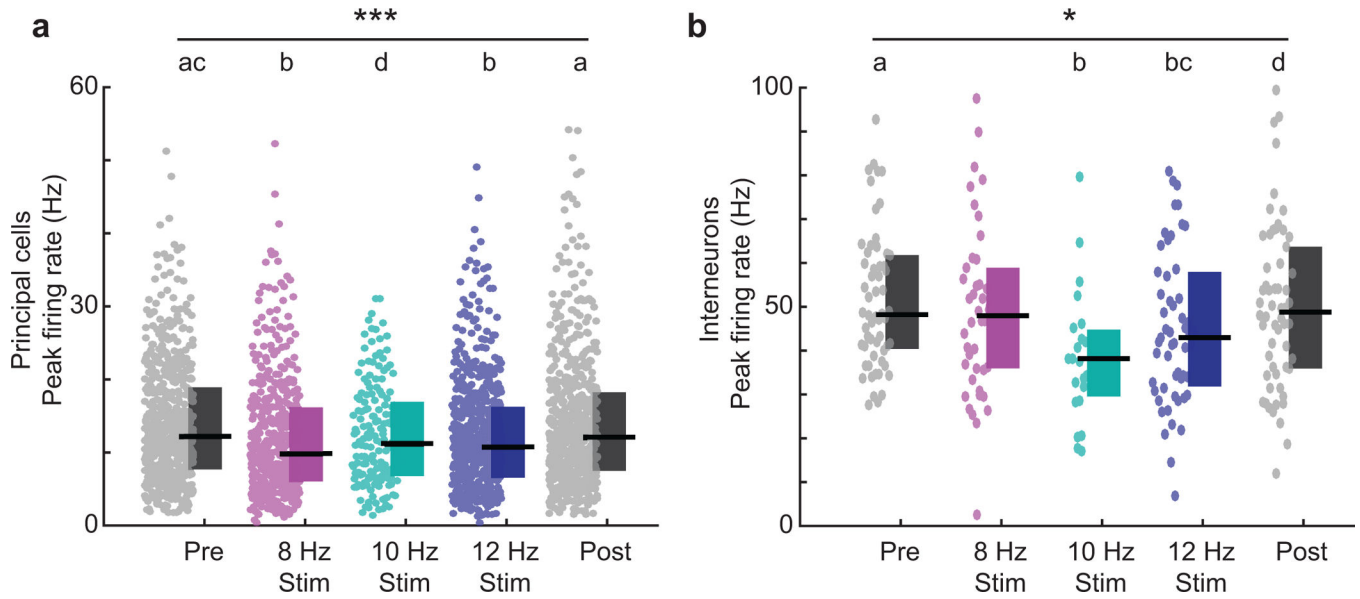 a
***
ac b d b a
60
30
0
Principal cells
Peak firing rate (Hz)
Pre 8 Hz 10 Hz 12 Hz Post
Stim Stim Stim
b
*
a b bc d
100
50
0
Interneurons
Peak firing rate (Hz)
Pre 8 Hz 10 Hz 12 Hz Post
Stim Stim Stim